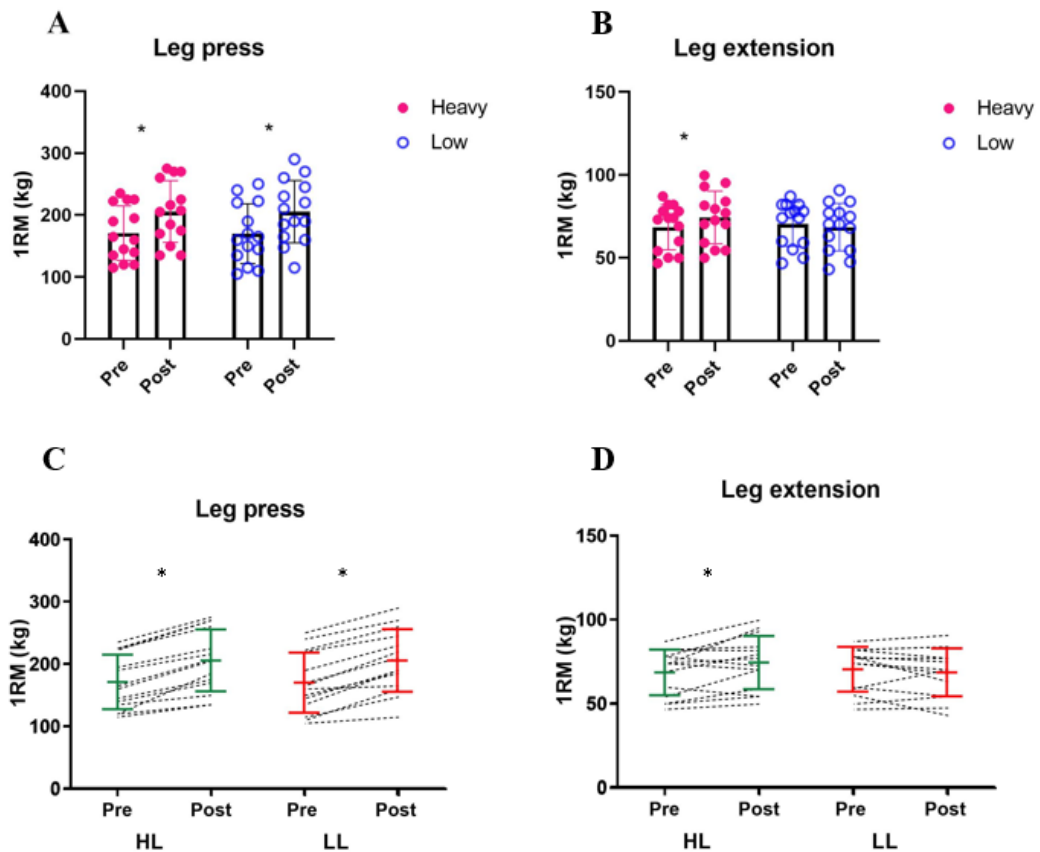 A
Leg press
400
300
200
100
0
1RM (kg)
*
*
Pre
Post
Pre
Post
Heavy
Low
B
Leg extension
150
100
50
0
1RM (kg)
*
Pre
Post
Pre
Post
Heavy
Low
C
Leg press
400
300
200
100
0
1RM (kg)
*
*
Pre
Post
Pre
Post
HL
LL
D
Leg extension
150
100
50
0
1RM (kg)
*
Pre
Post
Pre
Post
HL
LL